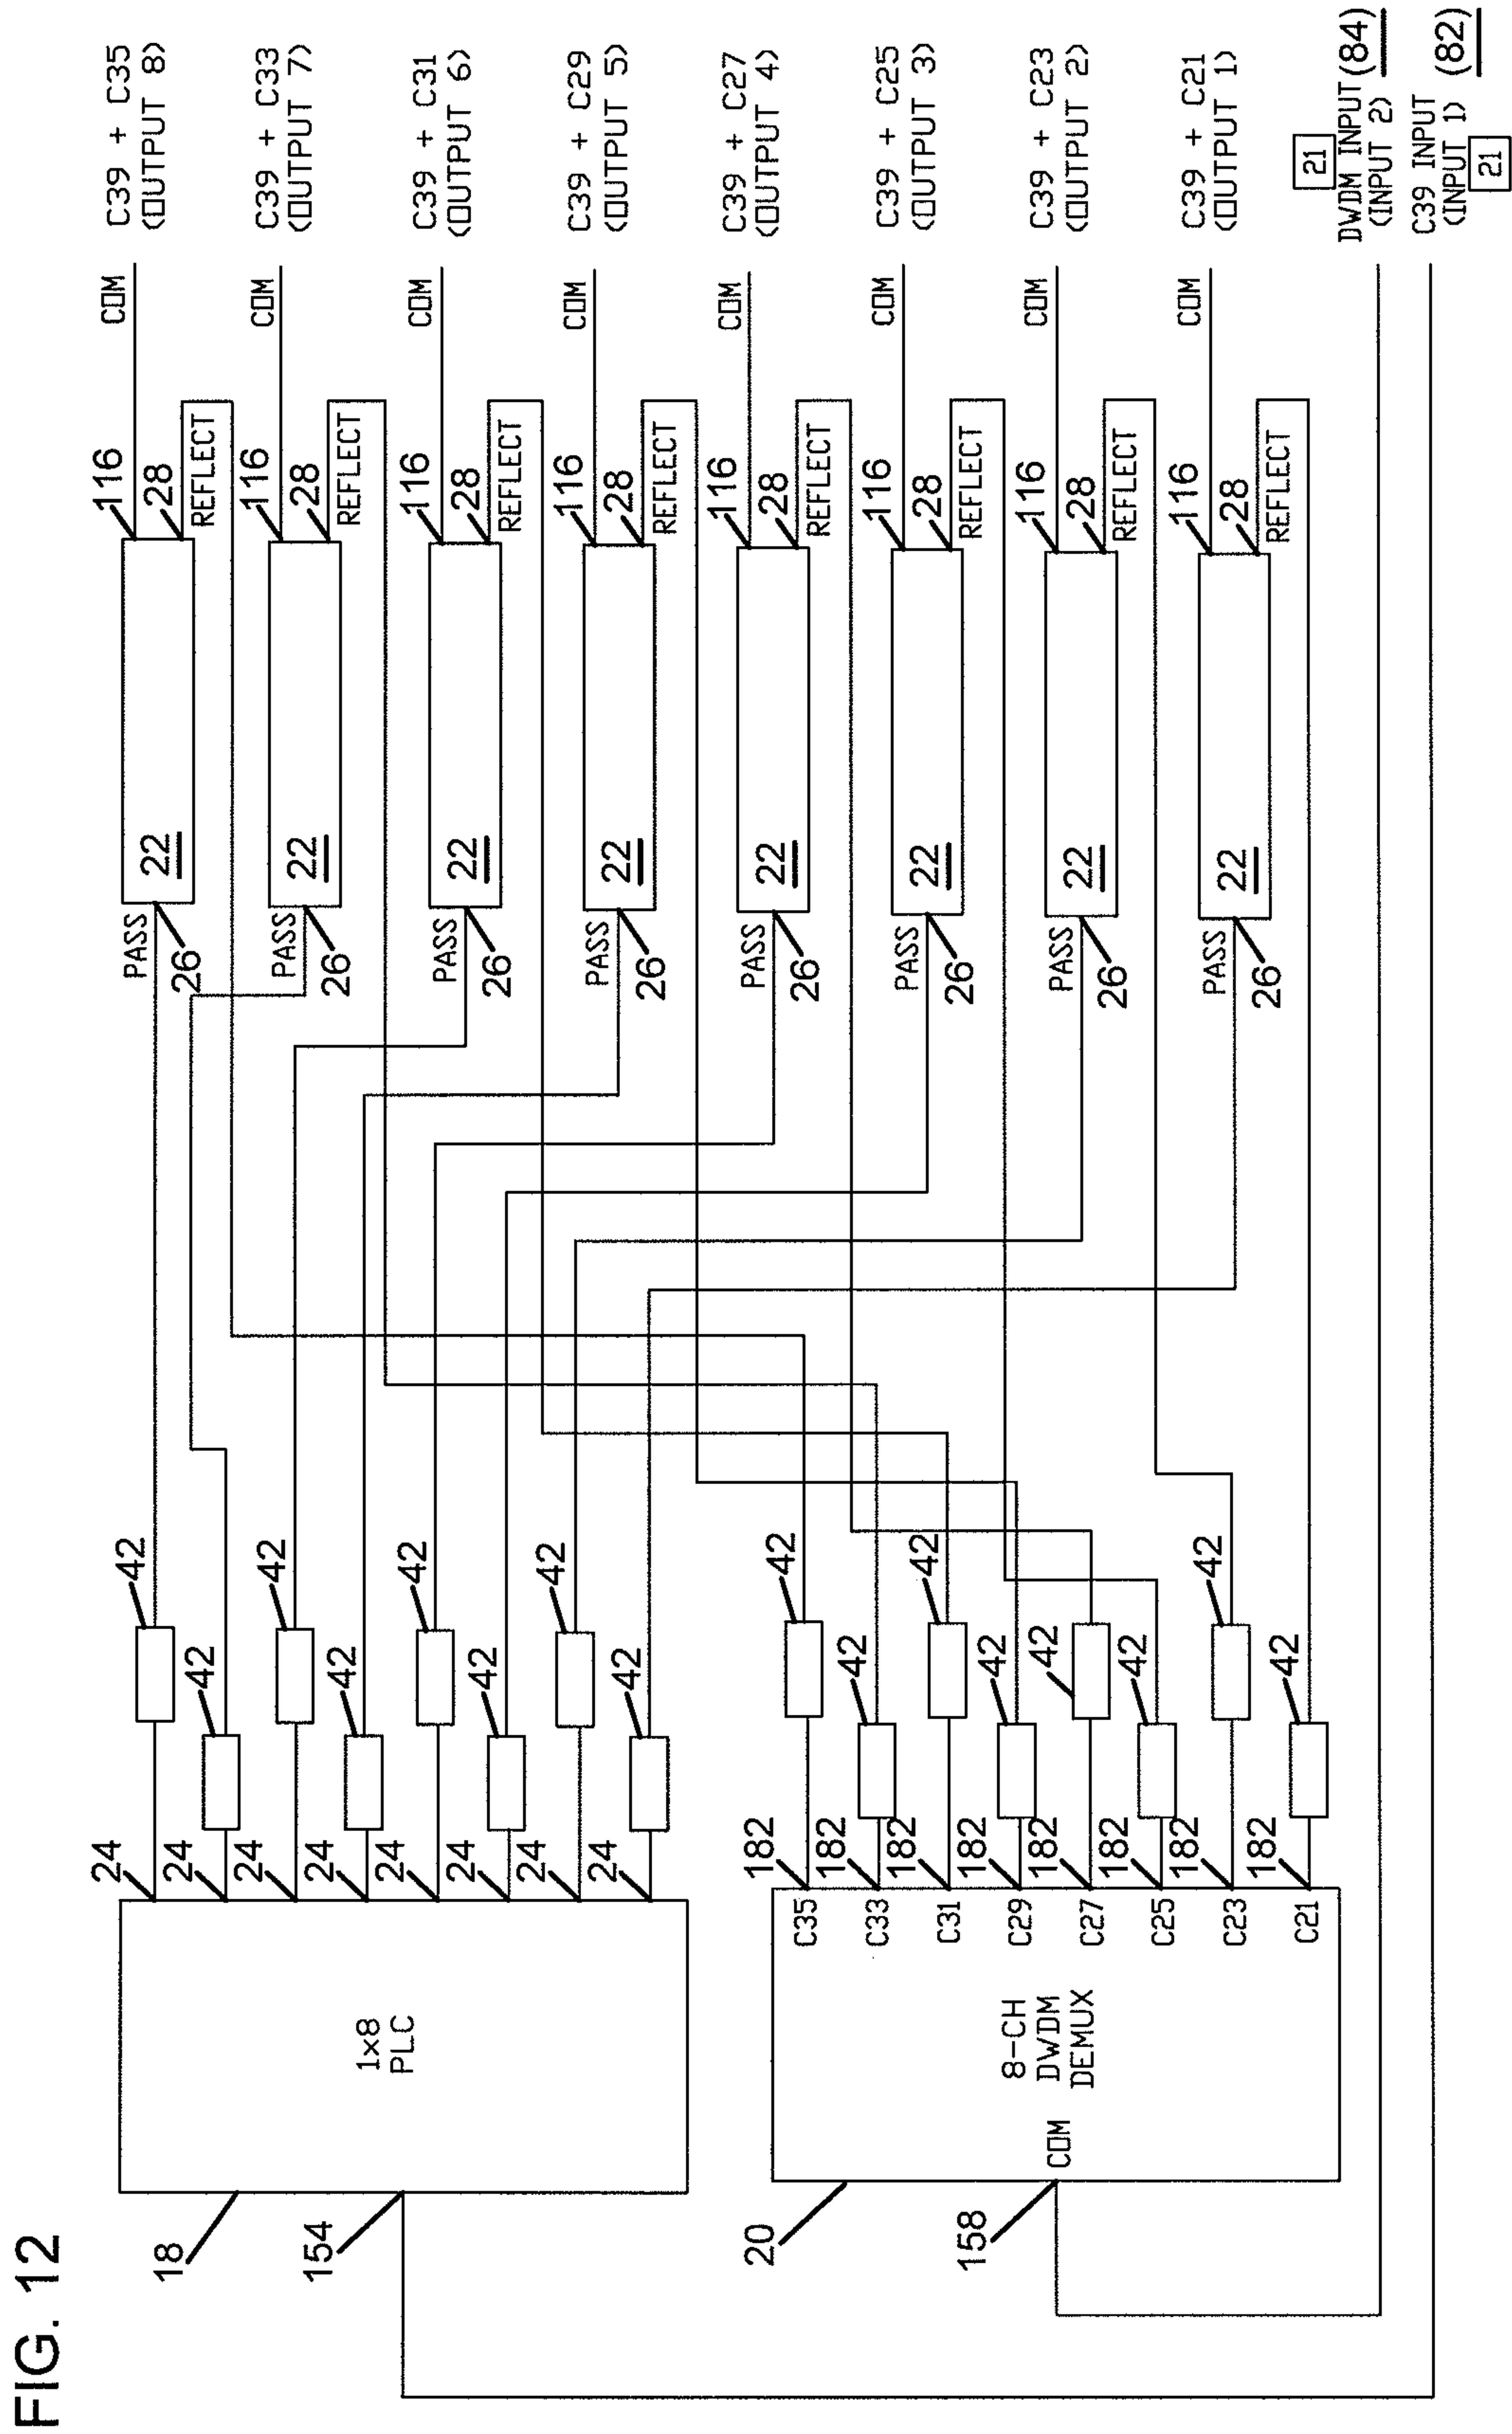 FIG. 12
18
154
1×8
PLC
24
24
24
24
24
24
24
24
42
42
42
42
42
42
42
42
20
158
COM
8-CH
DWDM
DEMUX
C35
C33
C31
C29
C27
C25
C23
C21
182
182
182
182
182
182
182
182
42
42
42
42
42
42
42
42
PASS
26
22
116
28
REFLECT
COM
C39 + C35
(OUTPUT 8)
PASS
26
22
116
28
REFLECT
COM
C39 + C33
(OUTPUT 7)
PASS
26
22
116
28
REFLECT
COM
C39 + C31
(OUTPUT 6)
PASS
26
22
116
28
REFLECT
COM
C39 + C29
(OUTPUT 5)
PASS
26
22
116
28
REFLECT
COM
C39 + C27
(OUTPUT 4)
PASS
26
22
116
28
REFLECT
COM
C39 + C25
(OUTPUT 3)
PASS
26
22
116
28
REFLECT
COM
C39 + C23
(OUTPUT 2)
PASS
26
22
116
28
REFLECT
COM
C39 + C21
(OUTPUT 1)
21
DWDM INPUT (84)
(INPUT 2)
C39 INPUT (82)
(INPUT 1)
21